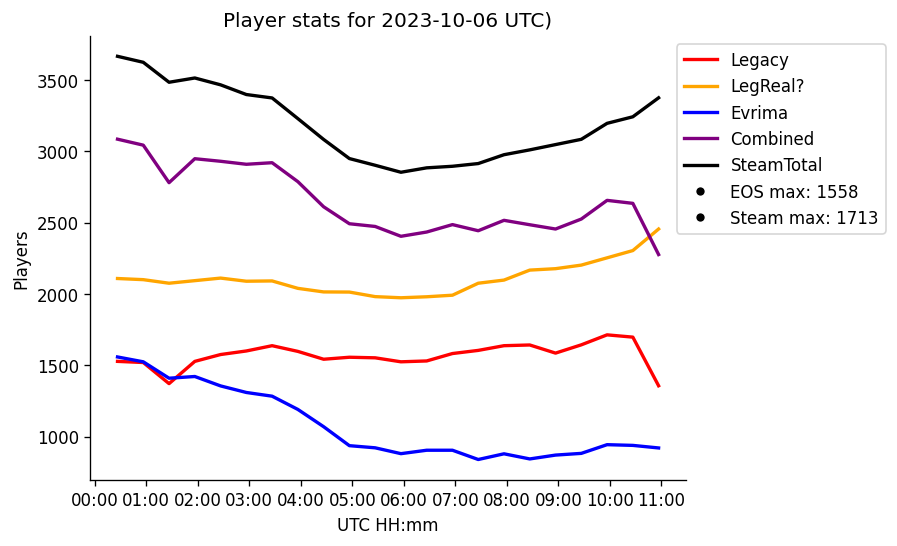 Player stats for 2023-10-06 UTC)
Players
3500
3000
2500
2000
1500
1000
00:00 01:00 02:00 03:00 04:00 05:00 06:00 07:00 08:00 09:00 10:00 11:00
UTC HH:mm
Legacy
LegReal?
Evrima
Combined
SteamTotal
EOS max: 1558
Steam max: 1713